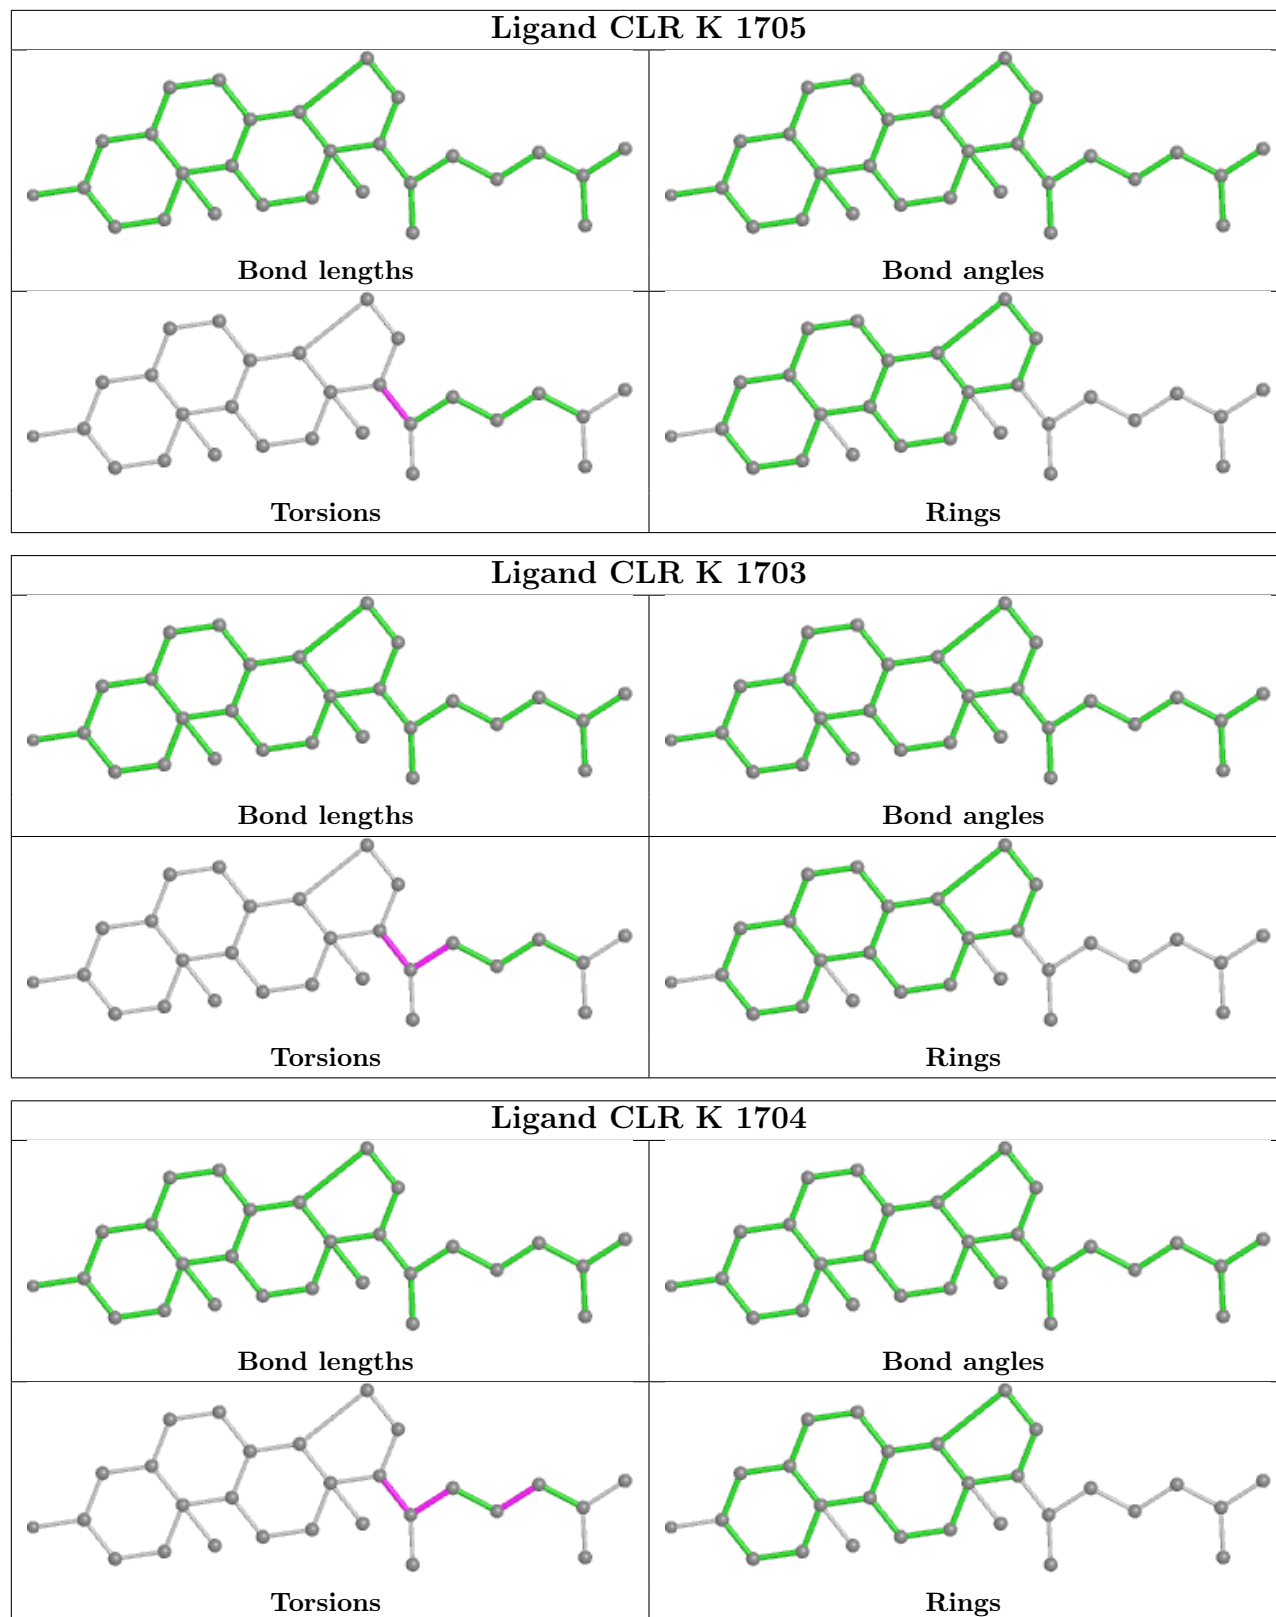 Ligand CLR K 1705
Bond lengths
Bond angles
Torsions
Rings
Ligand CLR K 1703
Bond lengths
Bond angles
Torsions
Rings
Ligand CLR K 1704
Bond lengths
Bond angles
Torsions
Rings